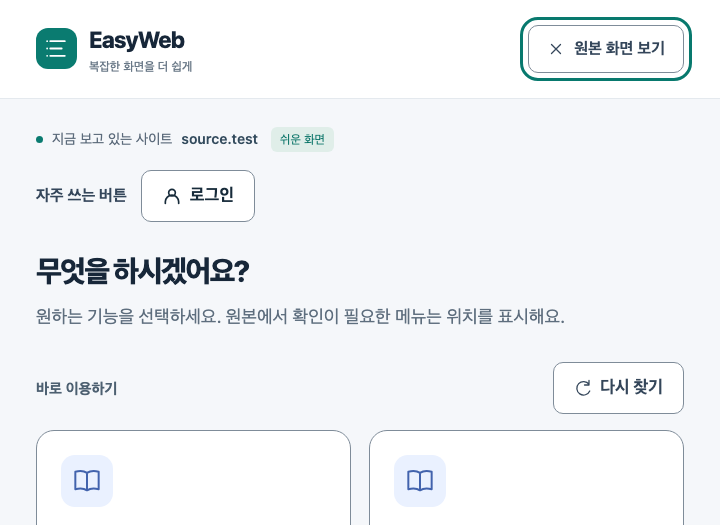 EasyWeb
복잡한 화면을 더 쉽게
원본 화면 보기
지금 보고 있는 사이트 source.test 쉬운 화면
자주 쓰는 버튼 로그인
무엇을 하시겠어요?
원하는 기능을 선택하세요. 원본에서 확인이 필요한 메뉴는 위치를 표시해요.
바로 이용하기 다시 찾기